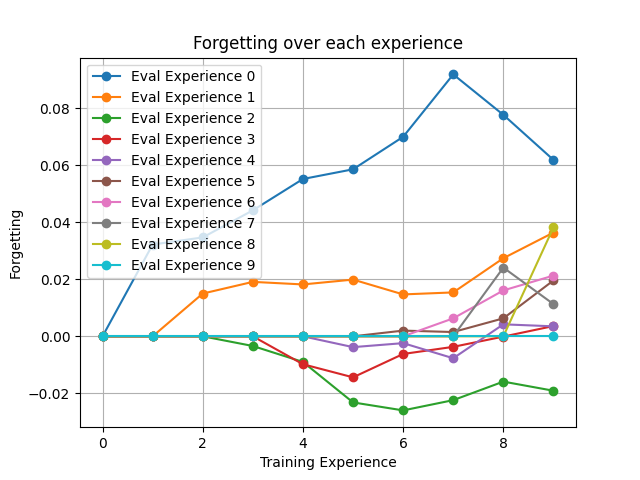 Forgetting over each experience
Eval Experience 0
Eval Experience 1
Eval Experience 2
Eval Experience 3
Eval Experience 4
Eval Experience 5
Eval Experience 6
Eval Experience 7
Eval Experience 8
Eval Experience 9
0.08
0.06
0.04
0.02
0.00
−0.02
Forgetting
0 2 4 6 8
Training Experience